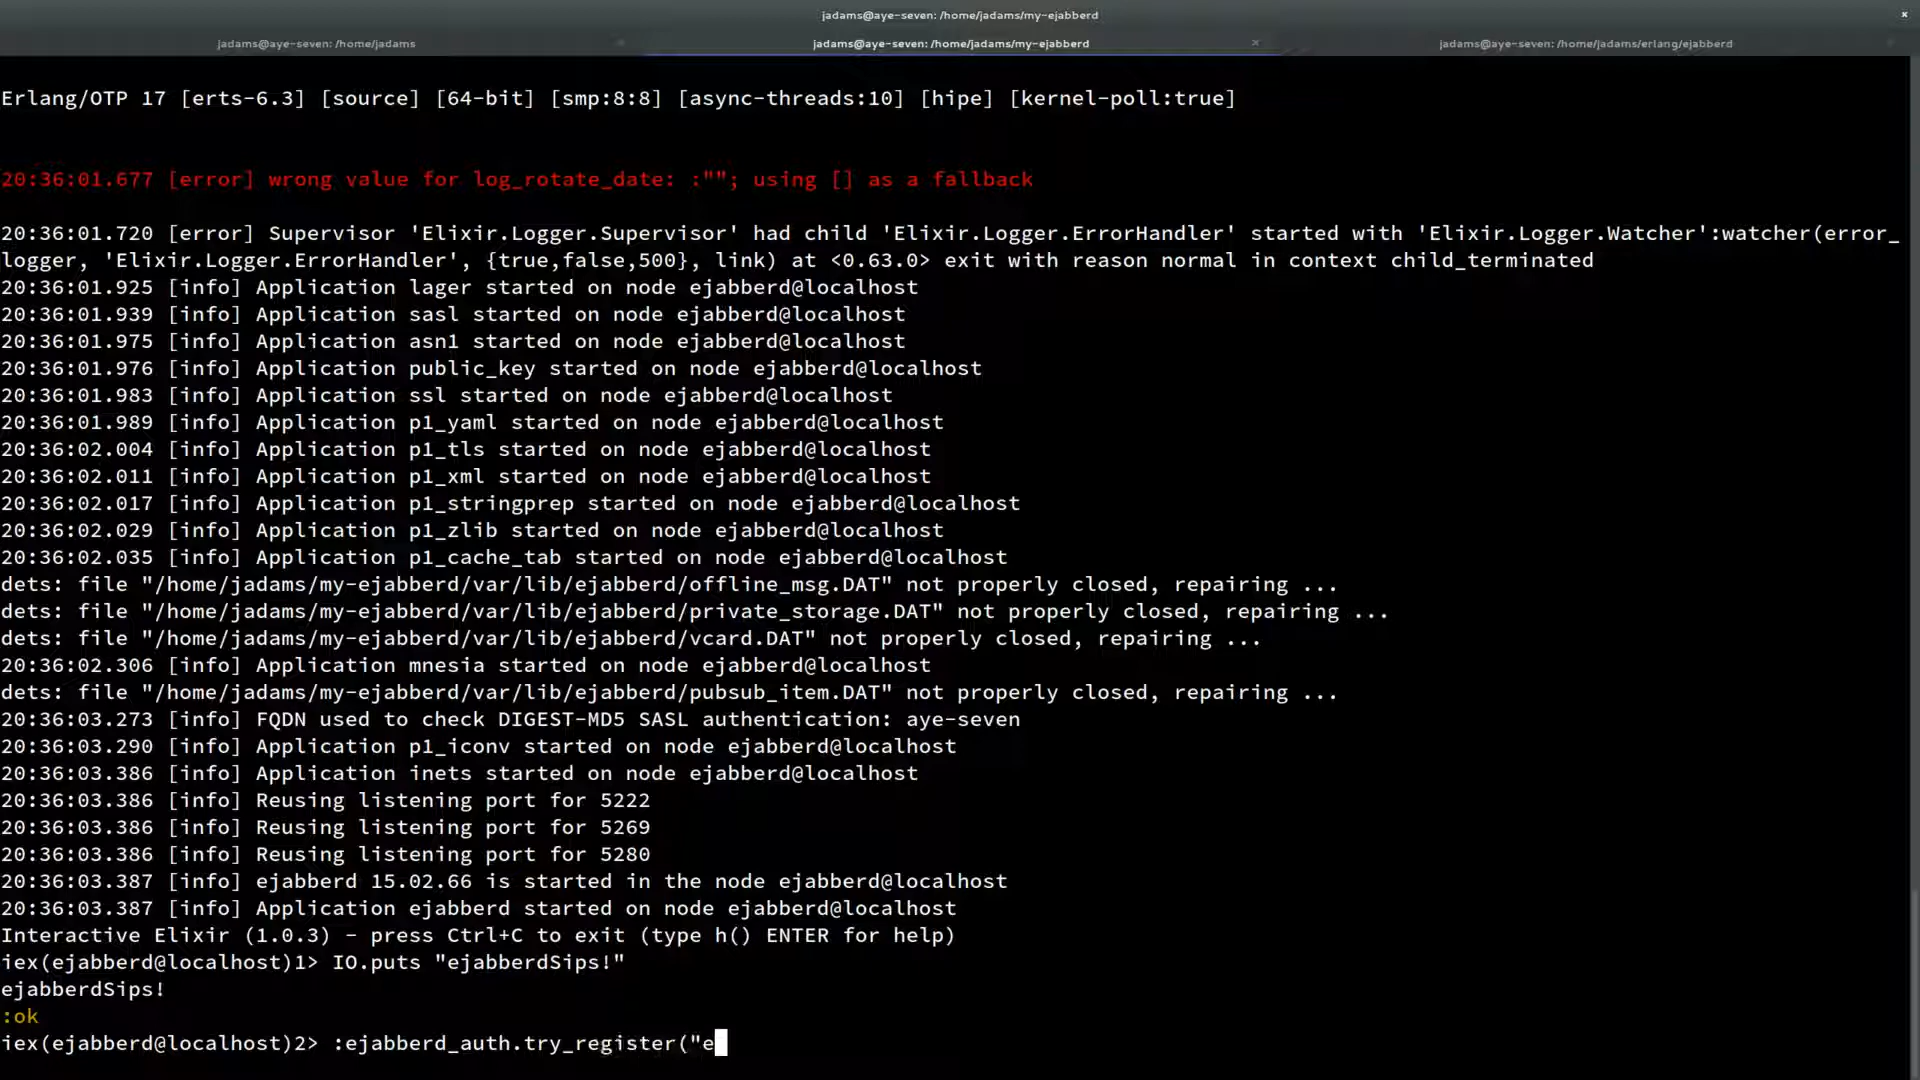 jadams@aye-seven: /home/jadams/my-ejabberd
jadams@aye-seven: /home/jadams
jadams@aye-seven: /home/jadams/my-ejabberd
jadams@aye-seven: /home/jadams/erlang/ejabberd
Erlang/OTP 17 [erts-6.3] [source] [64-bit] [smp:8:8] [async-threads:10] [hipe] [kernel-poll:true]
20:36:01.677 [error] wrong value for log_rotate_date: :""; using [] as a fallback
20:36:01.720 [error] Supervisor 'Elixir.Logger.Supervisor' had child 'Elixir.Logger.ErrorHandler' started with 'Elixir.Logger.Watcher':watcher(error_
logger, 'Elixir.Logger.ErrorHandler', {true,false,500}, link) at <0.63.0> exit with reason normal in context child_terminated
20:36:01.925 [info] Application lager started on node ejabberd@localhost
20:36:01.939 [info] Application sasl started on node ejabberd@localhost
20:36:01.975 [info] Application asn1 started on node ejabberd@localhost
20:36:01.976 [info] Application public_key started on node ejabberd@localhost
20:36:01.983 [info] Application ssl started on node ejabberd@localhost
20:36:01.989 [info] Application p1_yaml started on node ejabberd@localhost
20:36:02.004 [info] Application p1_tls started on node ejabberd@localhost
20:36:02.011 [info] Application p1_xml started on node ejabberd@localhost
20:36:02.017 [info] Application p1_stringprep started on node ejabberd@localhost
20:36:02.029 [info] Application p1_zlib started on node ejabberd@localhost
20:36:02.035 [info] Application p1_cache_tab started on node ejabberd@localhost
dets: file "/home/jadams/my-ejabberd/var/lib/ejabberd/offline_msg.DAT" not properly closed, repairing ...
dets: file "/home/jadams/my-ejabberd/var/lib/ejabberd/private_storage.DAT" not properly closed, repairing ...
dets: file "/home/jadams/my-ejabberd/var/lib/ejabberd/vcard.DAT" not properly closed, repairing ...
20:36:02.306 [info] Application mnesia started on node ejabberd@localhost
dets: file "/home/jadams/my-ejabberd/var/lib/ejabberd/pubsub_item.DAT" not properly closed, repairing ...
20:36:03.273 [info] FQDN used to check DIGEST-MD5 SASL authentication: aye-seven
20:36:03.290 [info] Application p1_iconv started on node ejabberd@localhost
20:36:03.386 [info] Application inets started on node ejabberd@localhost
20:36:03.386 [info] Reusing listening port for 5222
20:36:03.386 [info] Reusing listening port for 5269
20:36:03.386 [info] Reusing listening port for 5280
20:36:03.387 [info] ejabberd 15.02.66 is started in the node ejabberd@localhost
20:36:03.387 [info] Application ejabberd started on node ejabberd@localhost
Interactive Elixir (1.0.3) - press Ctrl+C to exit (type h() ENTER for help)
iex(ejabberd@localhost)1> IO.puts "ejabberdSips!"
ejabberdSips!
:ok
iex(ejabberd@localhost)2> :ejabberd_auth.try_register("e